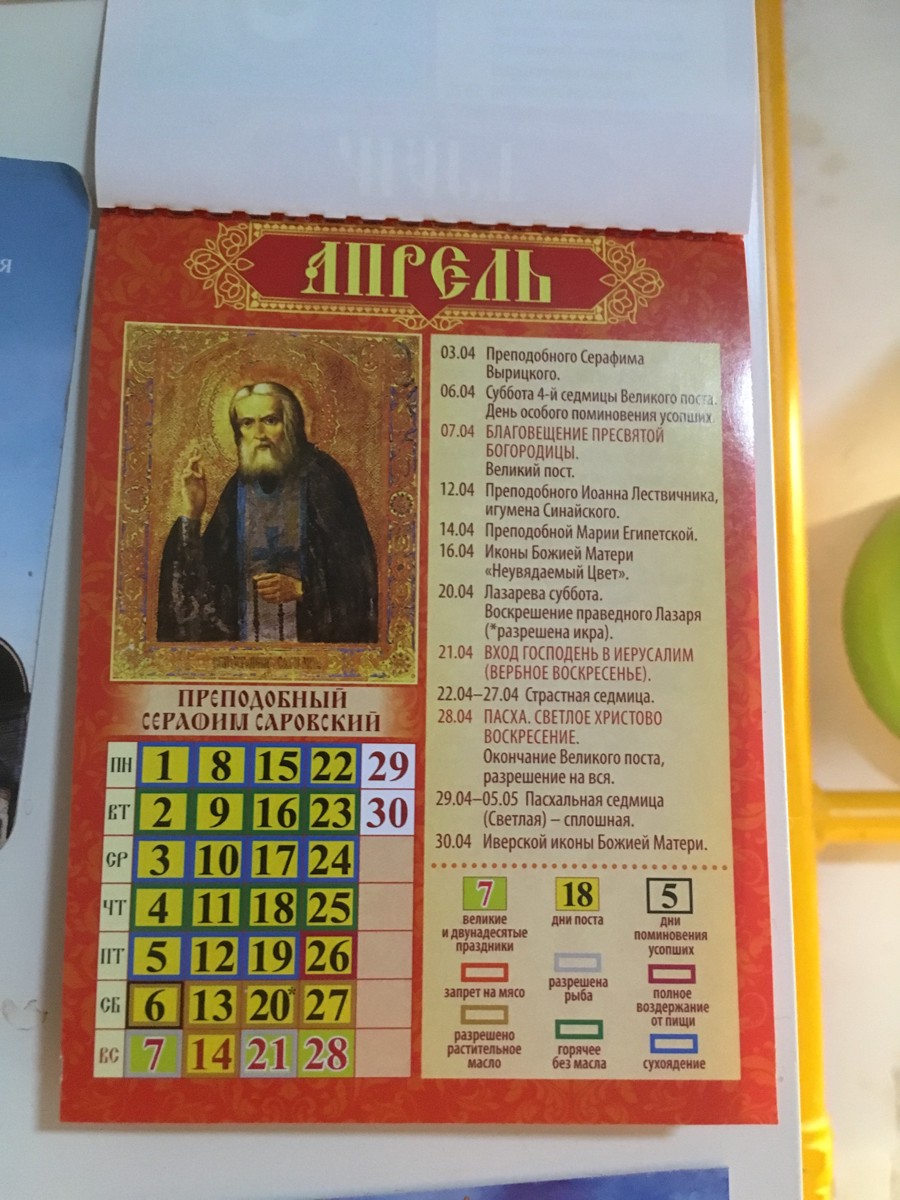 я
АПРЕЛЬ
03.04 Преподобного Серафима
Вырицкого.
06.04 Суббота 4-й седмицы Великого поста.
День особого поминовения усопших.
07.04 БЛАГОВЕЩЕНИЕ ПРЕСВЯТОЙ
БОГОРОДИЦЫ.
Великий пост.
12.04 Преподобного Иоанна Лествичника,
игумена Синайского.
14.04 Преподобной Марии Египетской.
16.04 Иконы Божией Матери
«Неувядаемый Цвет».
20.04 Лазарева суббота.
Воскрешение праведного Лазаря
(*разрешена икра).
21.04 ВХОД ГОСПОДЕНЬ В ИЕРУСАЛИМ
(ВЕРБНОЕ ВОСКРЕСЕНЬЕ).
22.04–27.04 Страстная седмица.
28.04 ПАСХА. СВЕТЛОЕ ХРИСТОВО
ВОСКРЕСЕНИЕ.
Окончание Великого поста,
разрешение на вся.
29.04–05.05 Пасхальная седмица
(Светлая) – сплошная.
30.04 Иверской иконы Божией Матери.
ПРЕПОДОБНЫЙ
СЕРАФИМ САРОВСКИЙ
ПН 1 8 15 22 29
ВТ 2 9 16 23 30
СР 3 10 17 24
ЧТ 4 11 18 25
ПТ 5 12 19 26
СБ 6 13 20* 27
ВС 7 14 21 28
7 18 5
великие
и двунадесятые
праздники
дни поста
дни
поминовения
усопших
запрет на мясо
разрешена
рыба
полное
воздержание
от пищи
разрешено
растительное
масло
горячее
без масла
сухоядение